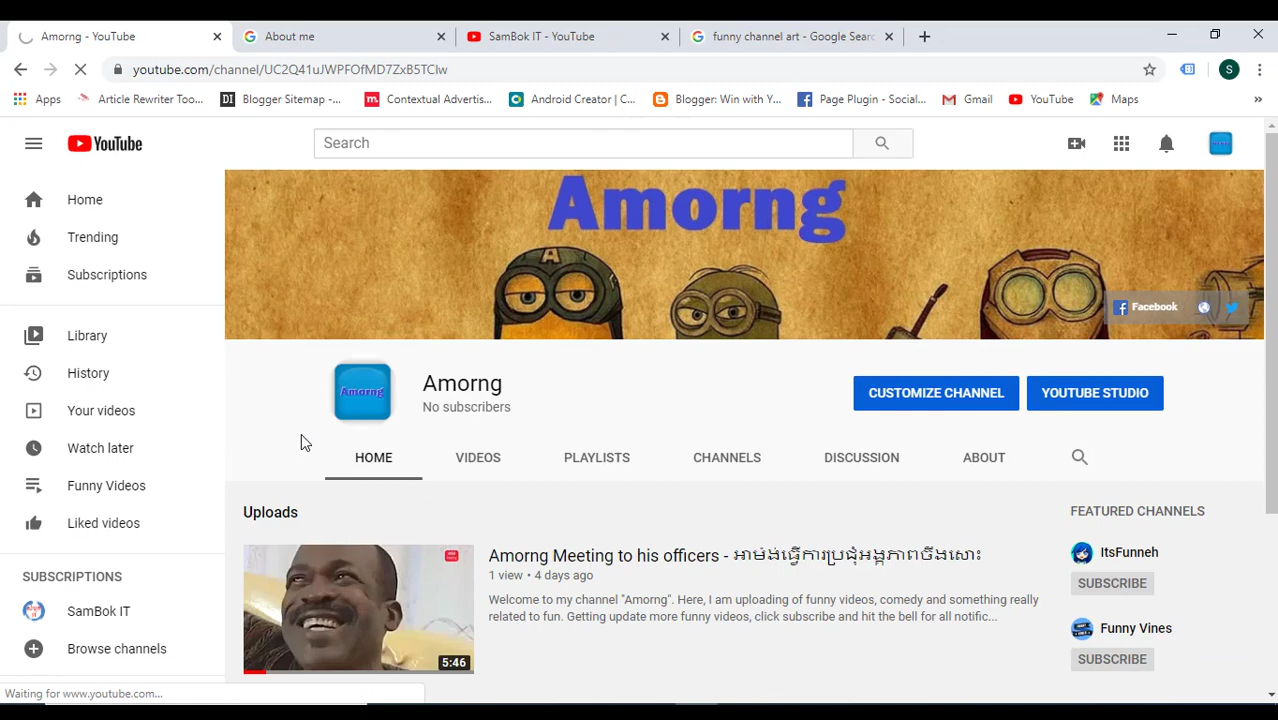 Amorng - YouTube
About me
SamBok IT - YouTube
funny channel art - Google Searc
youtube.com/channel/UC2Q41uJWPFOfMD7ZxB5TClw
S
Apps
Article Rewriter Too...
DI
Blogger Sitemap -...
Contextual Advertis...
Android Creator | C...
Blogger: Win with Y...
Page Plugin - Social...
Gmail
YouTube
Maps
»
YouTube
Search
Home
Trending
Subscriptions
Library
History
Your videos
Watch later
Funny Videos
Liked videos
SUBSCRIPTIONS
SamBok IT
Browse channels
Amorng
A
Facebook
Amorng
Amorng
No subscribers
CUSTOMIZE CHANNEL
YOUTUBE STUDIO
HOME
VIDEOS
PLAYLISTS
CHANNELS
DISCUSSION
ABOUT
Uploads
5:46
Amorng Meeting to his officers - អាម៉ង់ធ្វើការប្រជុំអង្គភាពចឹងសោះ
1 view • 4 days ago
Welcome to my channel "Amorng". Here, I am uploading of funny videos, comedy and something really
related to fun. Getting update more funny videos, click subscribe and hit the bell for all notific...
FEATURED CHANNELS
ItsFunneh
SUBSCRIBE
Funny Vines
SUBSCRIBE
Waiting for www.youtube.com...